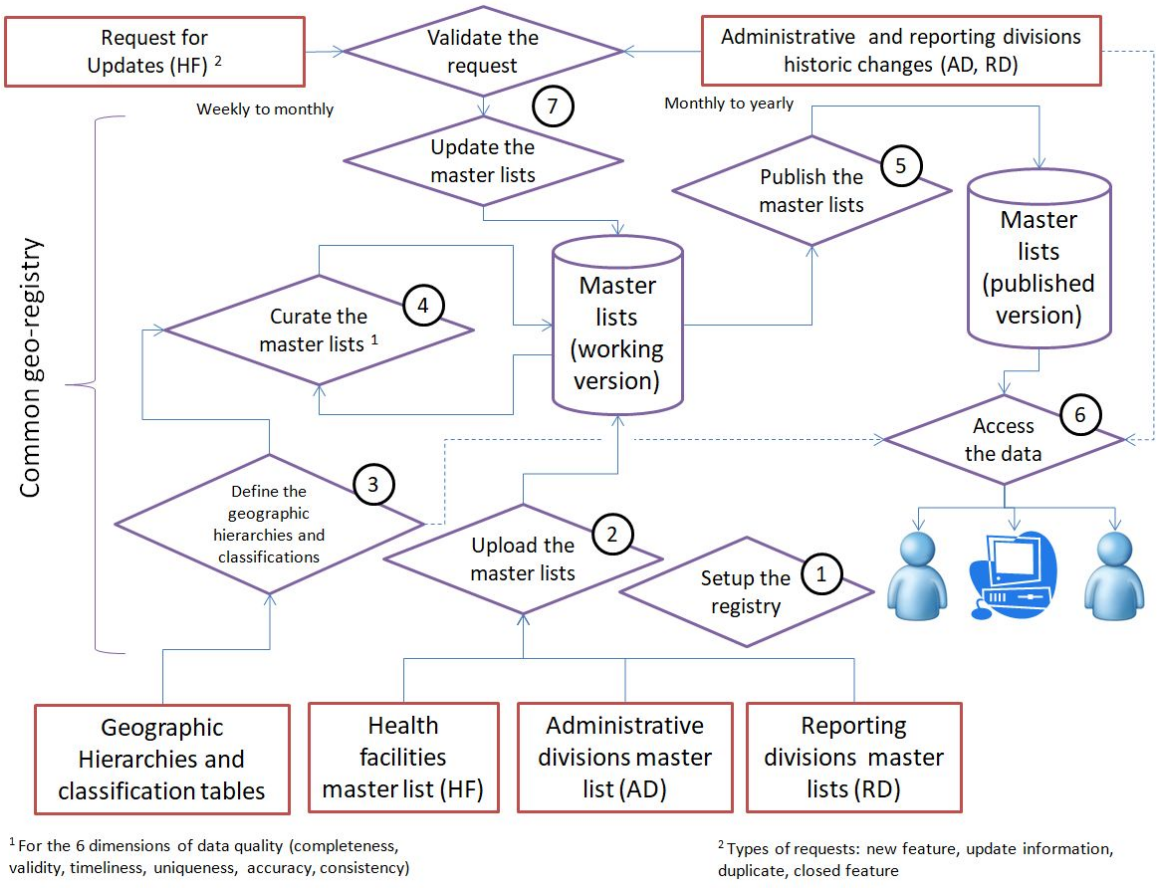 Request for
Updates (HF) 2
Validate the
request
Administrative and reporting divisions
historic changes (AD, RD)
Weekly to monthly
7
Monthly to yearly
Update the
master lists
5
Publish the
master lists
Master
lists
(published
version)
Common geo-registry
4
Curate the
master lists 1
Master
lists
(working
version)
6
Access
the data
3
Define the
geographic
hierarchies and
classifications
2
Upload the
master lists
1
Setup the
registry
Geographic
Hierarchies and
classification tables
Health
facilities
master list (HF)
Administrative
divisions master
list (AD)
Reporting
divisions master
lists (RD)
1 For the 6 dimensions of data quality (completeness,
validity, timeliness, uniqueness, accuracy, consistency)
2 Types of requests: new feature, update information,
duplicate, closed feature